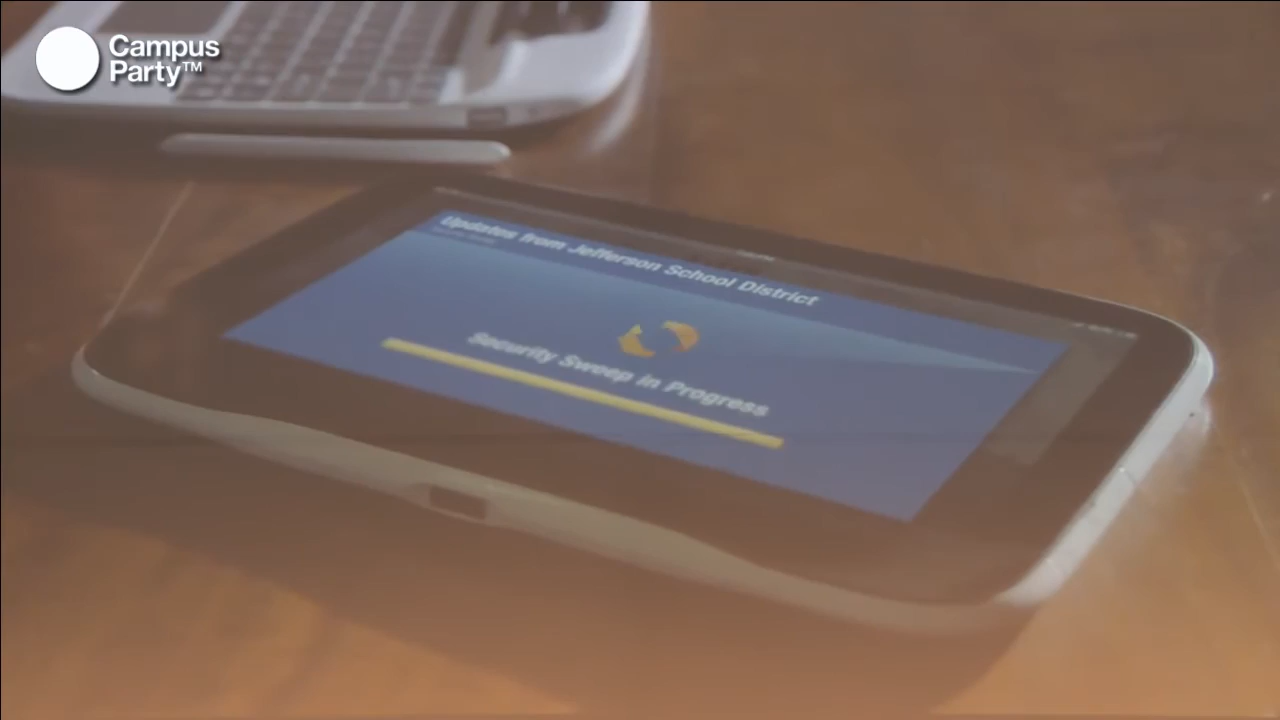 Campus
Party™
Updates from Jefferson School District
Security Sweep in Progress